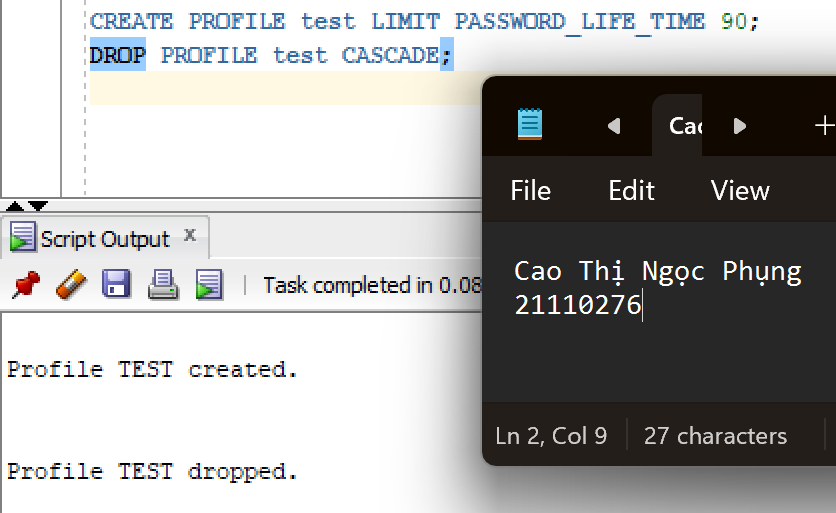 CREATE PROFILE test LIMIT PASSWORD_LIFE_TIME 90;
DROP PROFILE test CASCADE;
Script Output x
Task completed in 0.08
Profile TEST created.
Profile TEST dropped.
Cao
File Edit View
Cao Thị Ngọc Phụng
21110276
Ln 2, Col 9 27 characters